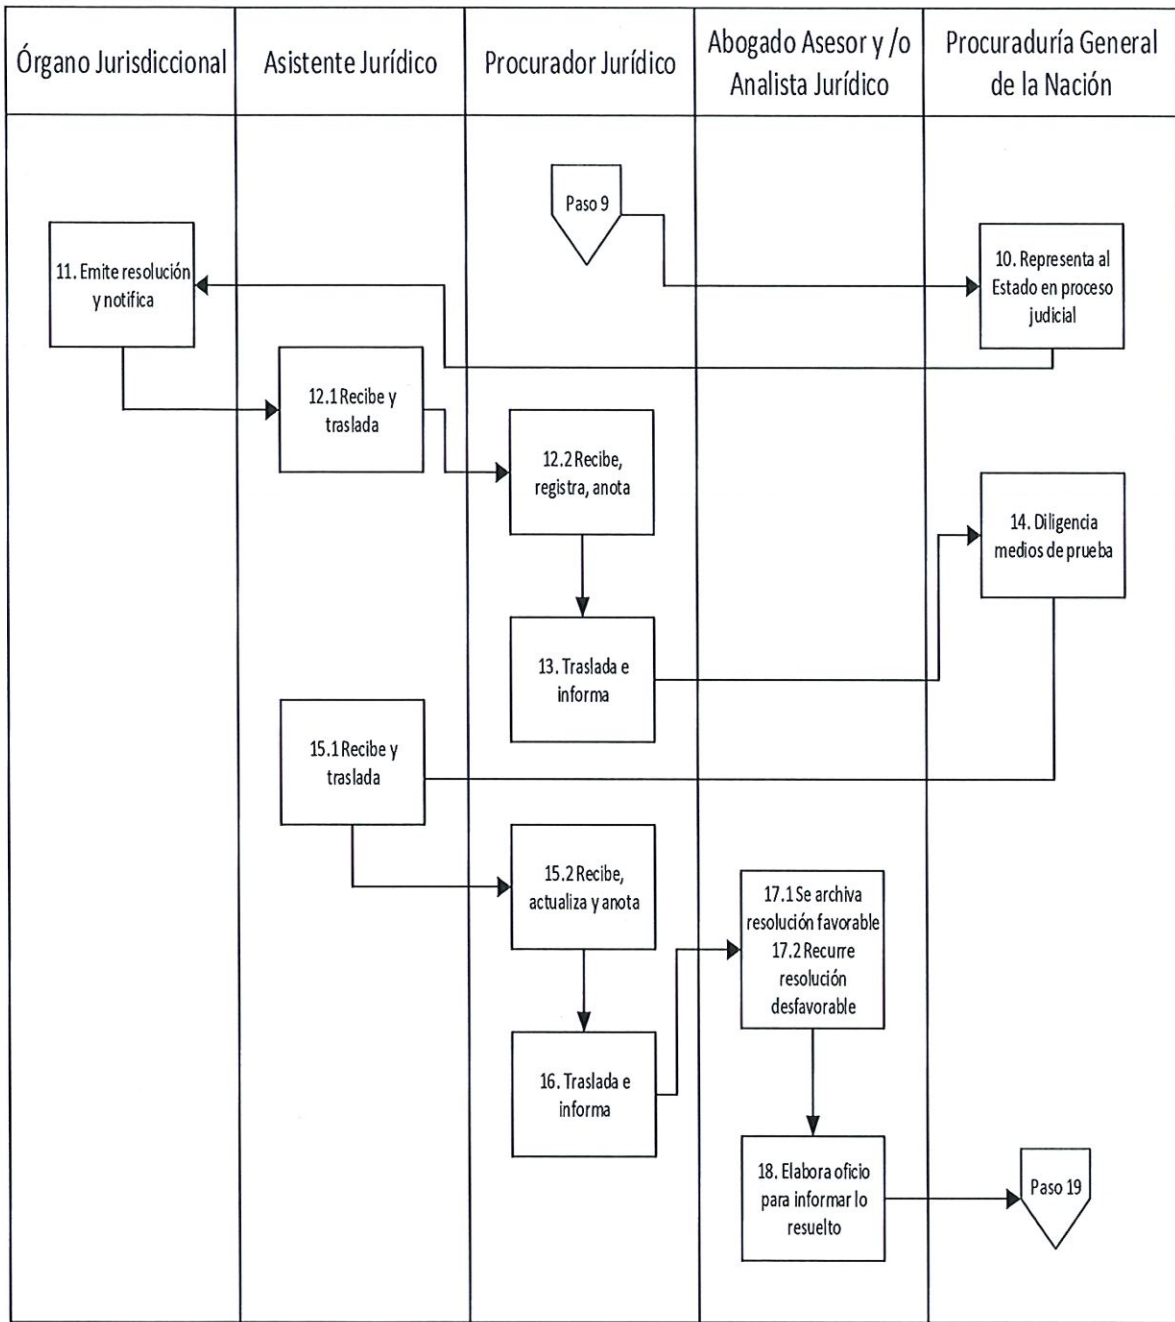 Órgano Jurisdiccional
Asistente Jurídico
Procurador Jurídico
Abogado Asesor y /o
Analista Jurídico
Procuraduría General
de la Nación
Paso 9
10. Representa al
Estado en proceso
judicial
11. Emite resolución
y notifica
12.1 Recibe y
traslada
12.2 Recibe,
registra, anota
13. Traslada e
informa
14. Diligencia
medios de prueba
15.1 Recibe y
traslada
15.2 Recibe,
actualiza y anota
16. Traslada e
informa
17.1 Se archiva
resolución favorable
17.2 Recurre
resolución
desfavorable
18. Elabora oficio
para informar lo
resuelto
Paso 19